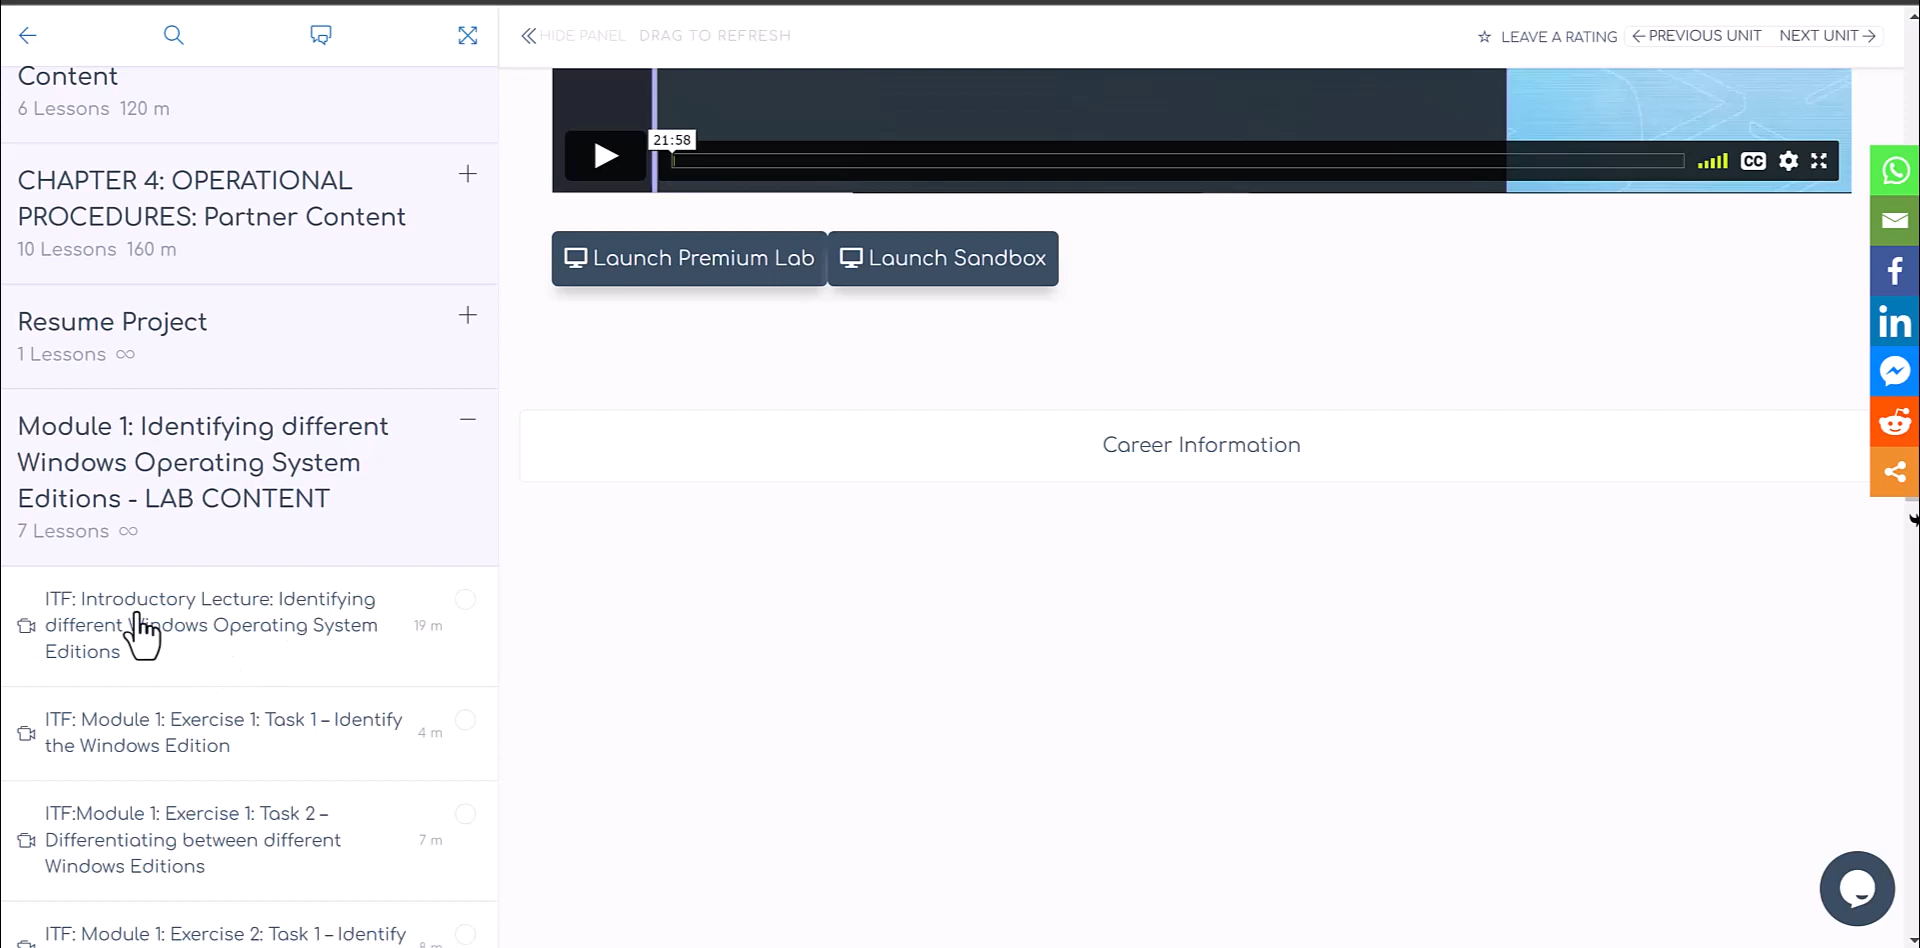 HIDE PANEL DRAG TO REFRESH
LEAVE A RATING
PREVIOUS UNIT NEXT UNIT
Content
6 Lessons 120 m
CHAPTER 4: OPERATIONAL
PROCEDURES: Partner Content
10 Lessons 160 m
Resume Project
1 Lessons ∞
Module 1: Identifying different
Windows Operating System
Editions - LAB CONTENT
7 Lessons ∞
ITF: Introductory Lecture: Identifying
different Windows Operating System
Editions
19 m
ITF: Module 1: Exercise 1: Task 1 – Identify
the Windows Edition
4 m
ITF:Module 1: Exercise 1: Task 2 –
Differentiating between different
Windows Editions
7 m
ITF: Module 1: Exercise 2: Task 1 – Identify
8 m
21:58
CC
Launch Premium Lab
Launch Sandbox
Career Information
f
in